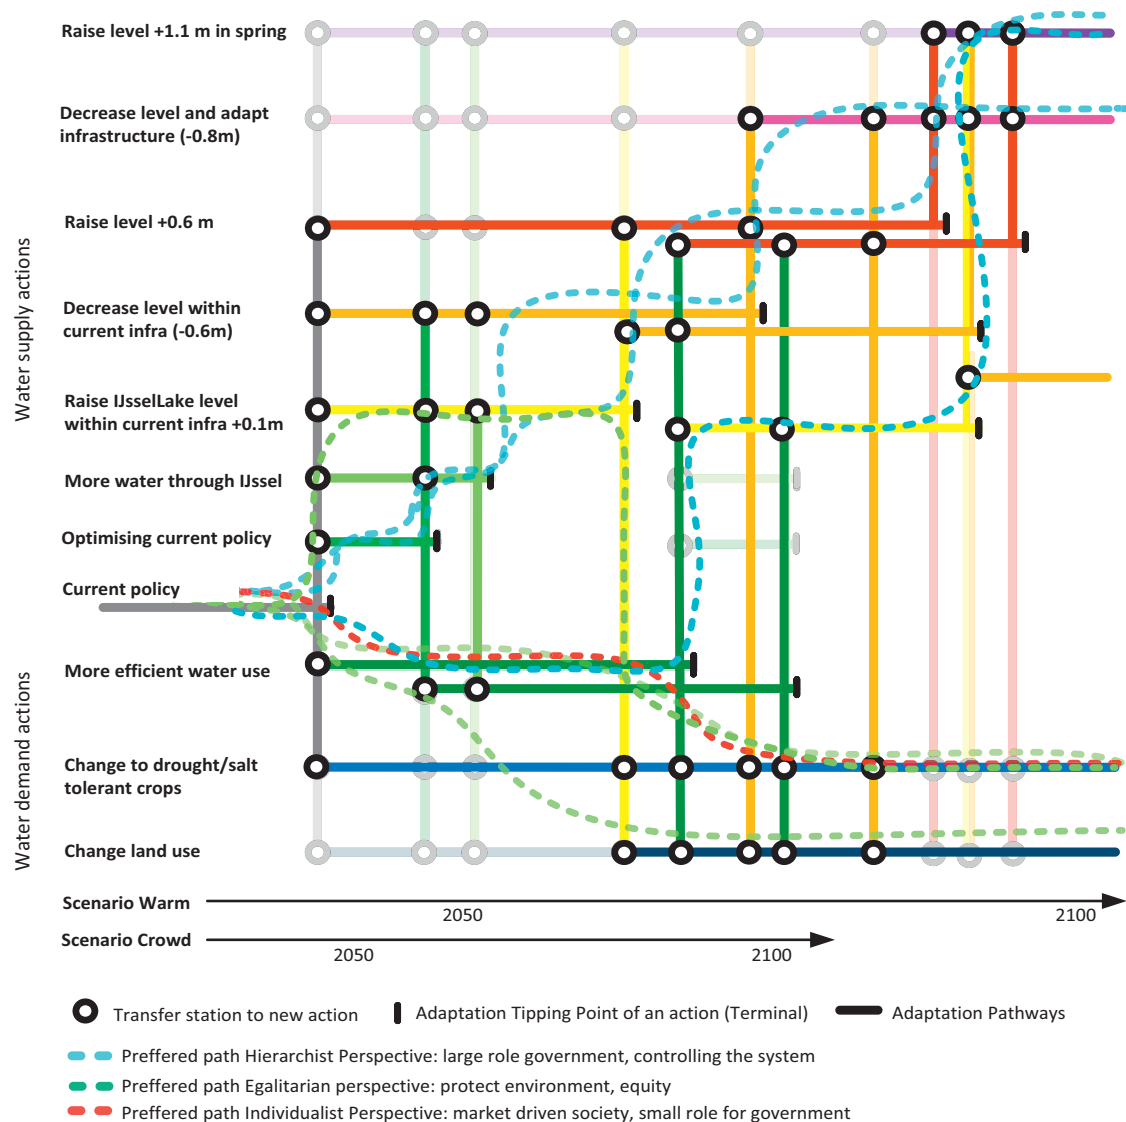 Raise level +1.1 m in spring
Decrease level and adapt
infrastructure (-0.8m)
Raise level +0.6 m
Water supply actions
Decrease level within
current infra (-0.6m)
Raise IJsselLake level
within current infra +0.1m
More water through IJssel
Optimising current policy
Current policy
More efficient water use
Water demand actions
Change to drought/salt
tolerant crops
Change land use
Scenario Warm
2050
2100
Scenario Crowd
2050
2100
Transfer station to new action
Adaptation Tipping Point of an action (Terminal)
Adaptation Pathways
Preffered path Hierarchist Perspective: large role government, controlling the system
Preffered path Egalitarian perspective: protect environment, equity
Preffered path Individualist Perspective: market driven society, small role for government